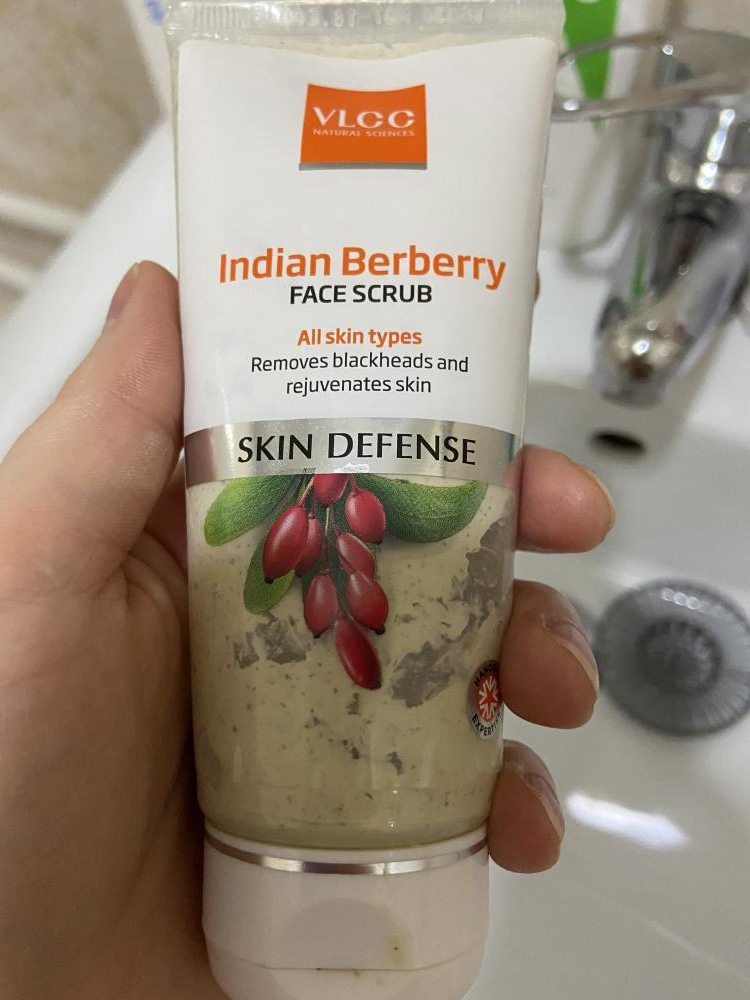 VLCC
NATURAL SCIENCES
Indian Berberry
FACE SCRUB
All skin types
Removes blackheads and
rejuvenates skin
SKIN DEFENSE